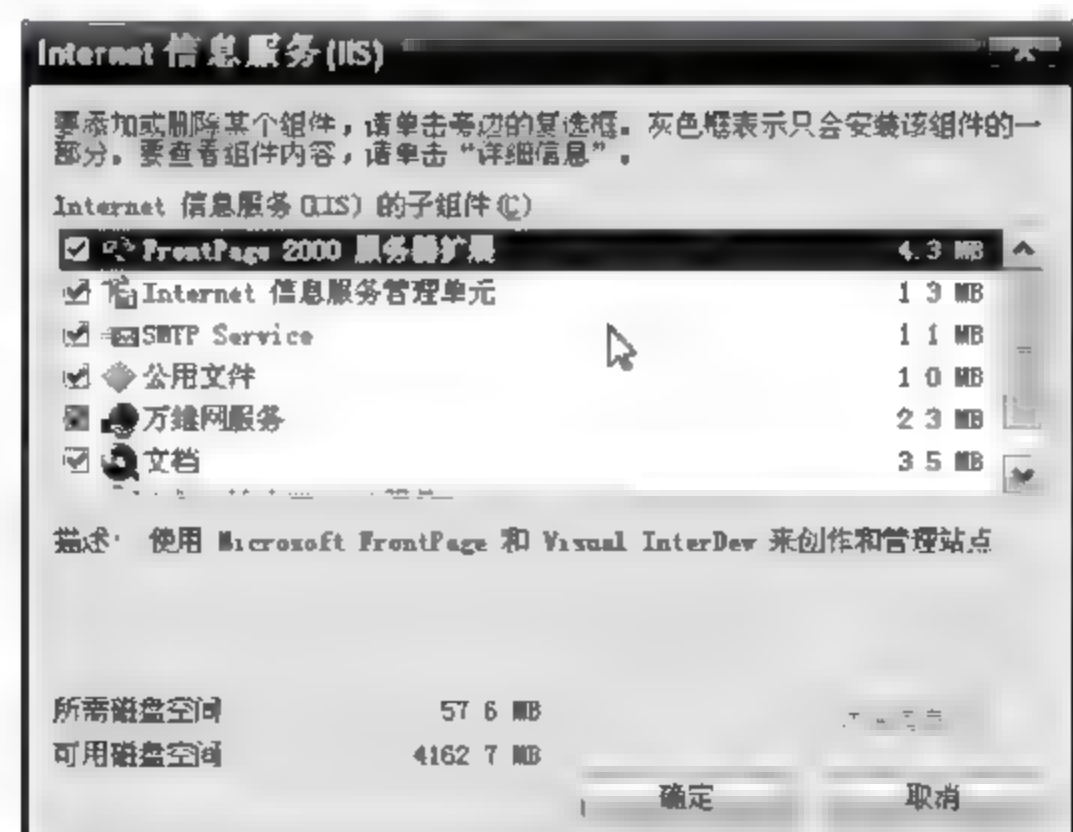 Internet 信息服务(IIS)
要添加或删除某个组件，请单击旁边的复选框。灰色框表示只会安装该组件的一
部分。要查看组件内容，请单击“详细信息”。
Internet 信息服务(IIS) 的子组件(C)
FrontPage 2000 服务器扩展 4.3 MB
Internet 信息服务管理单元 1 3 MB
SMTP Service 1 1 MB
公用文件 1 0 MB
万维网服务 2 3 MB
文档 3 5 MB
描述: 使用 Microsoft FrontPage 和 Visual InterDev 来创作和管理站点
所需磁盘空间 57 6 MB
可用磁盘空间 4162 7 MB
确定 取消